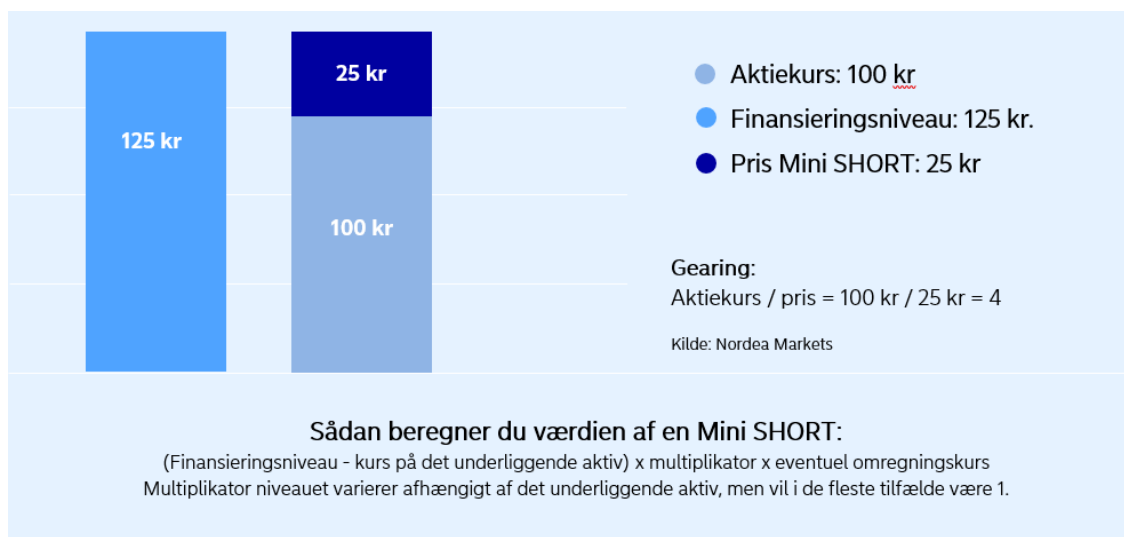 125 kr
25 kr
100 kr
Aktiekurs: 100 kr
Finansieringsniveau: 125 kr.
Pris Mini SHORT: 25 kr
Gearing:
Aktiekurs / pris = 100 kr / 25 kr = 4
Kilde: Nordea Markets
Sådan beregner du værdien af en Mini SHORT:
(Finansieringsniveau - kurs på det underliggende aktiv) x multiplikator x eventuel omregningskurs
Multiplikator niveauet varierer afhængigt af det underliggende aktiv, men vil i de fleste tilfælde være 1.